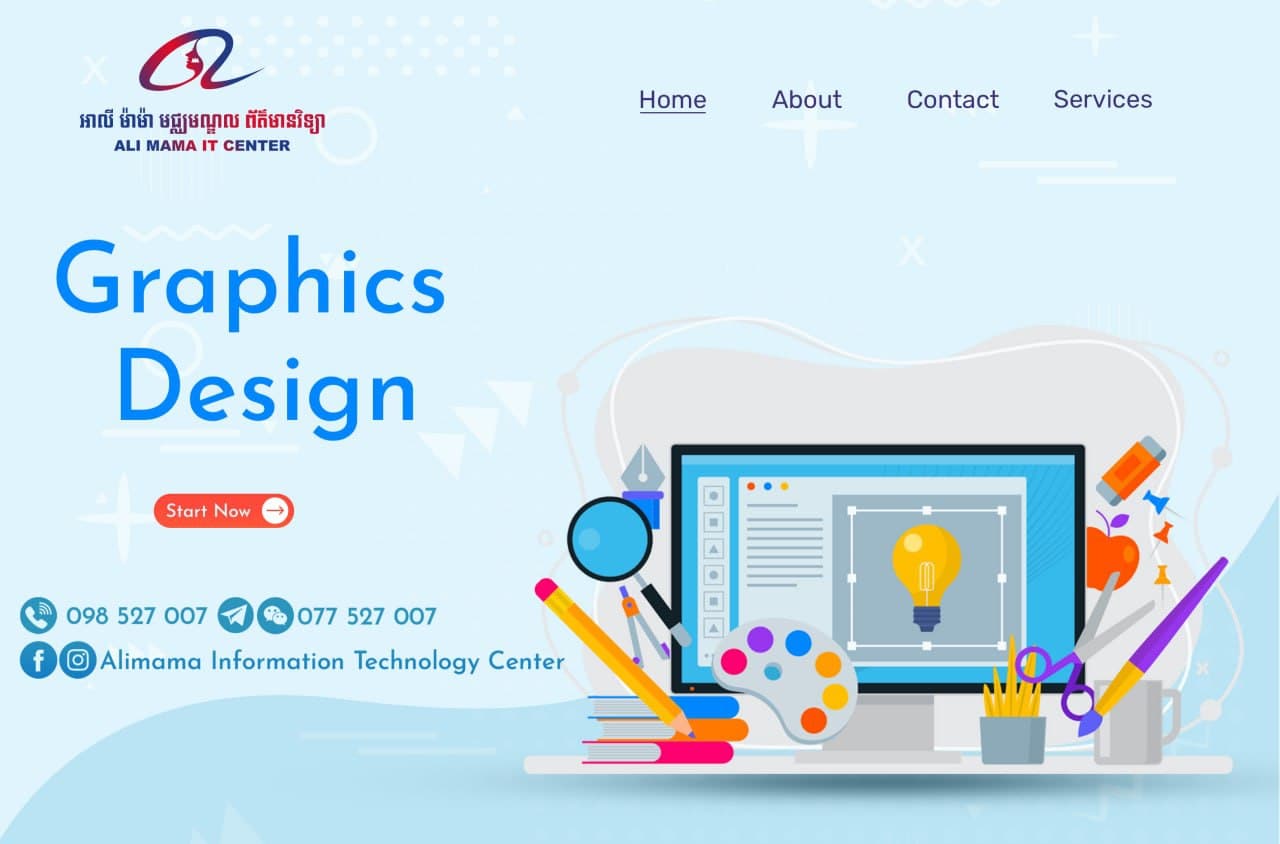 អាលី ម៉ាម៉ា មជ្ឈមណ្ឌល ព័ត៌មានវិទ្យា
ALI MAMA IT CENTER
Home About Contact Services
Graphics
Design
Start Now
098 527 007 077 527 007
Alimama Information Technology Center